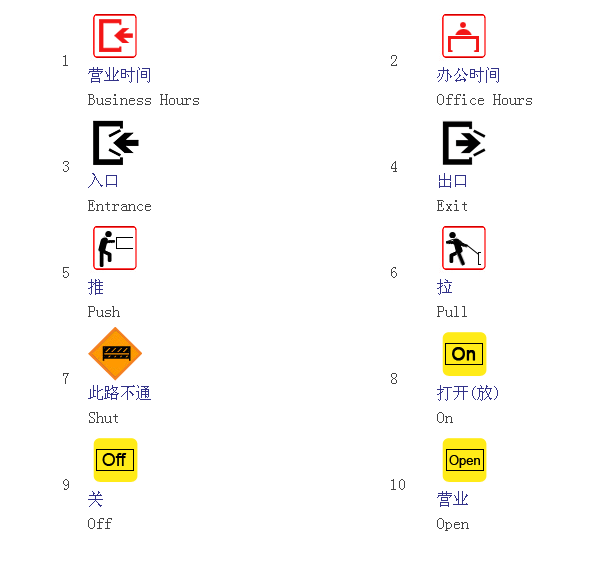 1
营业时间
Business Hours
2
办公时间
Office Hours
3
入口
Entrance
4
出口
Exit
5
推
Push
6
拉
Pull
7
此路不通
Shut
8
On
打开(放)
On
9
Off
关
Off
10
Open
营业
Open